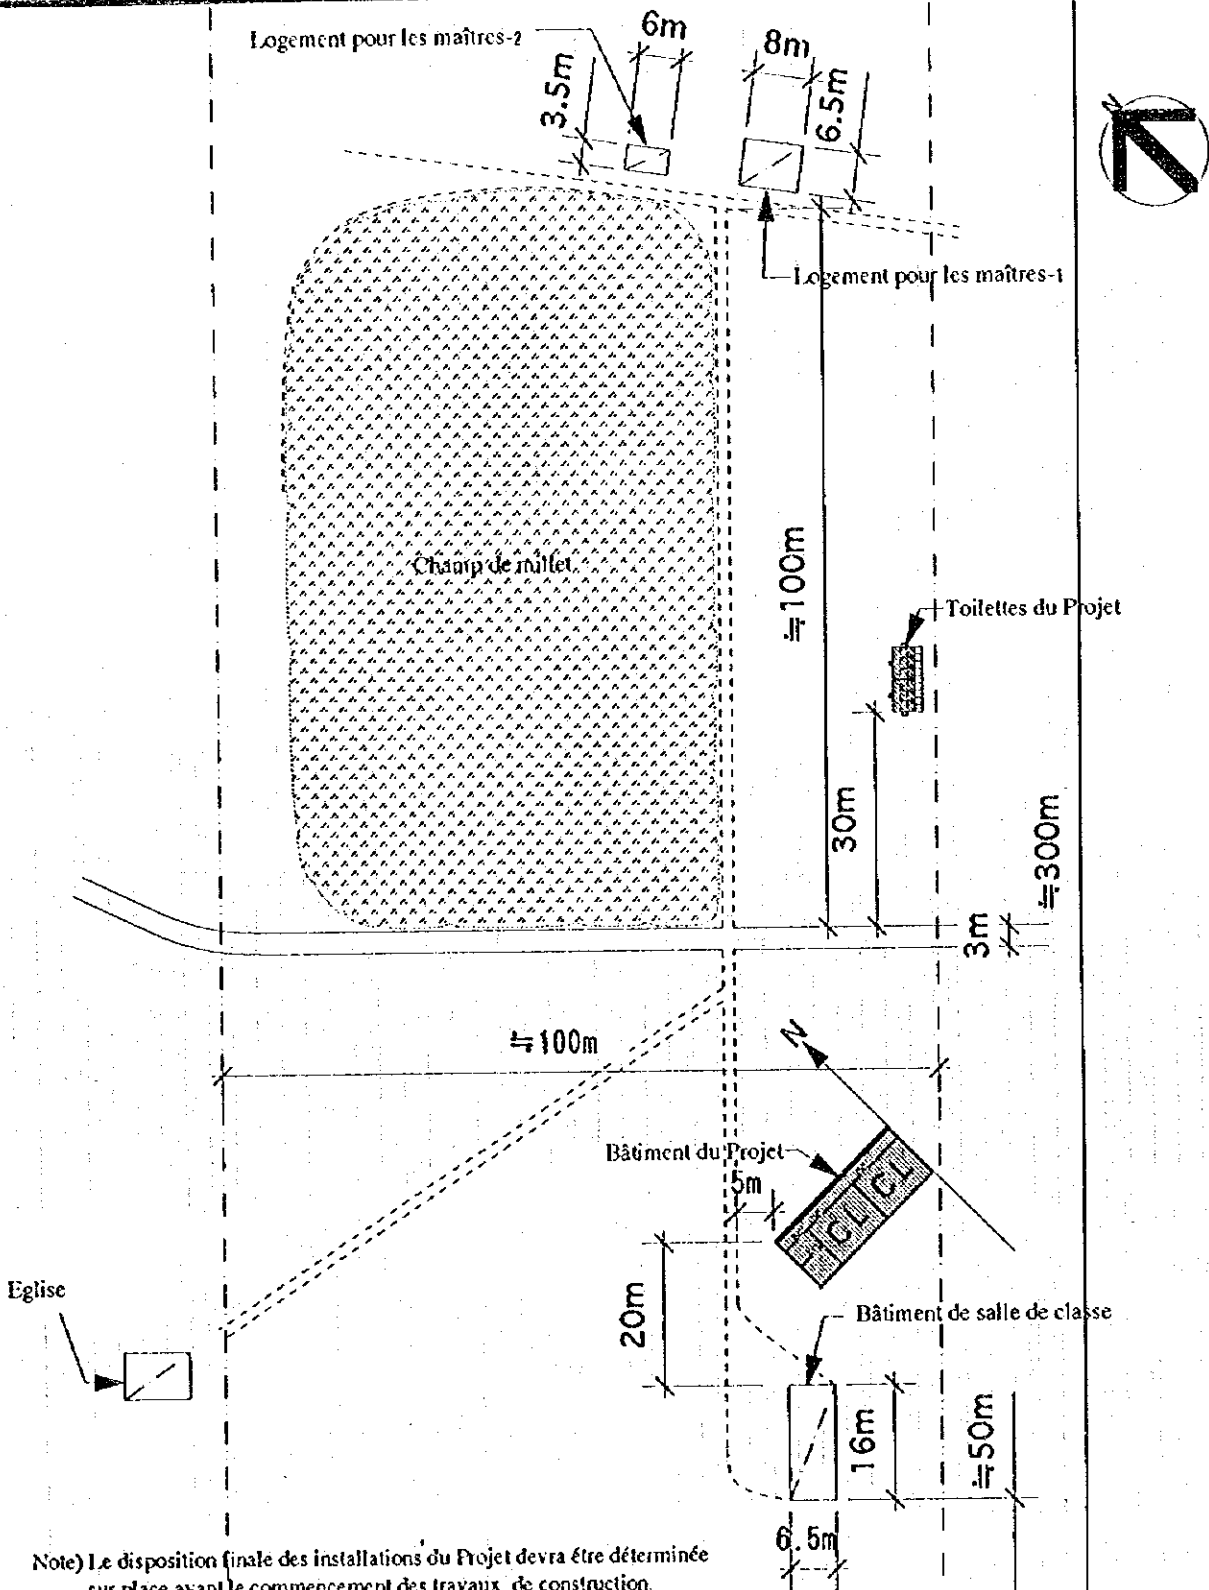 Logement pour les maîtres-2
6m
8m
3.5m
6.5m
N
Logement pour les maîtres-1
≒100m
Champ de millet
Toilettes du Projet
30m
≒300m
3m
≒100m
N
Bâtiment du Projet
5m
CL
CL
20m
Eglise
Bâtiment de salle de classe
16m
≒50m
6.5m
Note) Le disposition finale des installations du Projet devra être déterminée
sur place avant le commencement des travaux de construction.